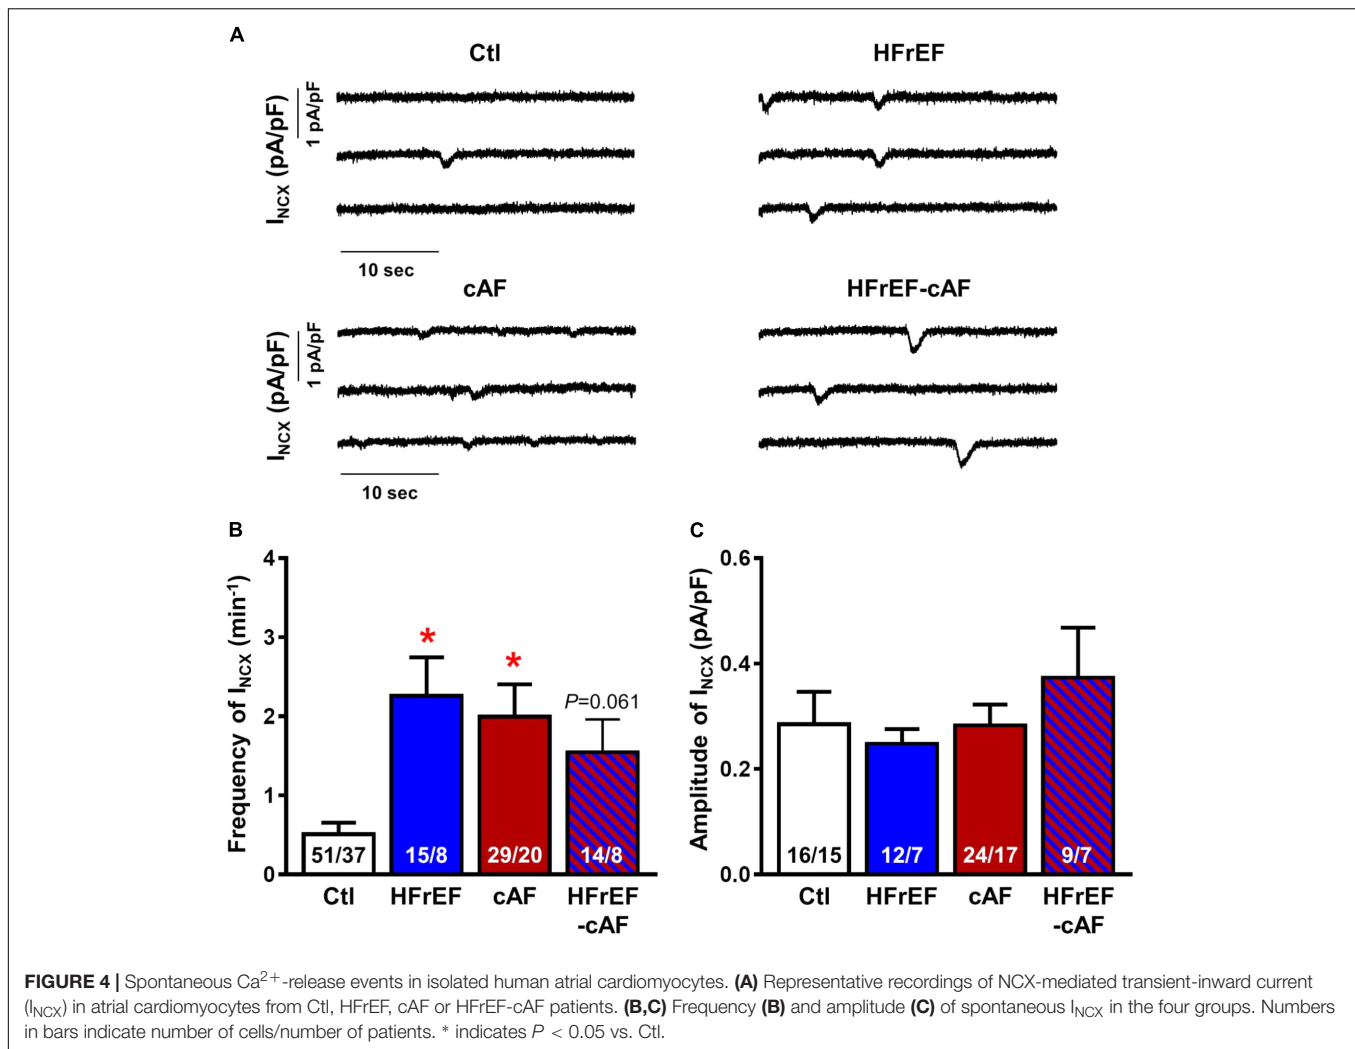 A
Ctl
HFrEF
I_NCX (pA/pF)
1 pA/pF
10 sec
cAF
HFrEF-cAF
I_NCX (pA/pF)
1 pA/pF
10 sec
B
Frequency of I_NCX (min⁻¹)
4
3
2
1
0
*
*
P=0.061
51/37
15/8
29/20
14/8
Ctl
HFrEF
cAF
HFrEF
-cAF
C
Amplitude of I_NCX (pA/pF)
0.6
0.4
0.2
0.0
16/15
12/7
24/17
9/7
Ctl
HFrEF
cAF
HFrEF
-cAF
FIGURE 4 | Spontaneous Ca²⁺-release events in isolated human atrial cardiomyocytes. (A) Representative recordings of NCX-mediated transient-inward current
(I_NCX) in atrial cardiomyocytes from Ctl, HFrEF, cAF or HFrEF-cAF patients. (B,C) Frequency (B) and amplitude (C) of spontaneous I_NCX in the four groups. Numbers
in bars indicate number of cells/number of patients. * indicates P < 0.05 vs. Ctl.